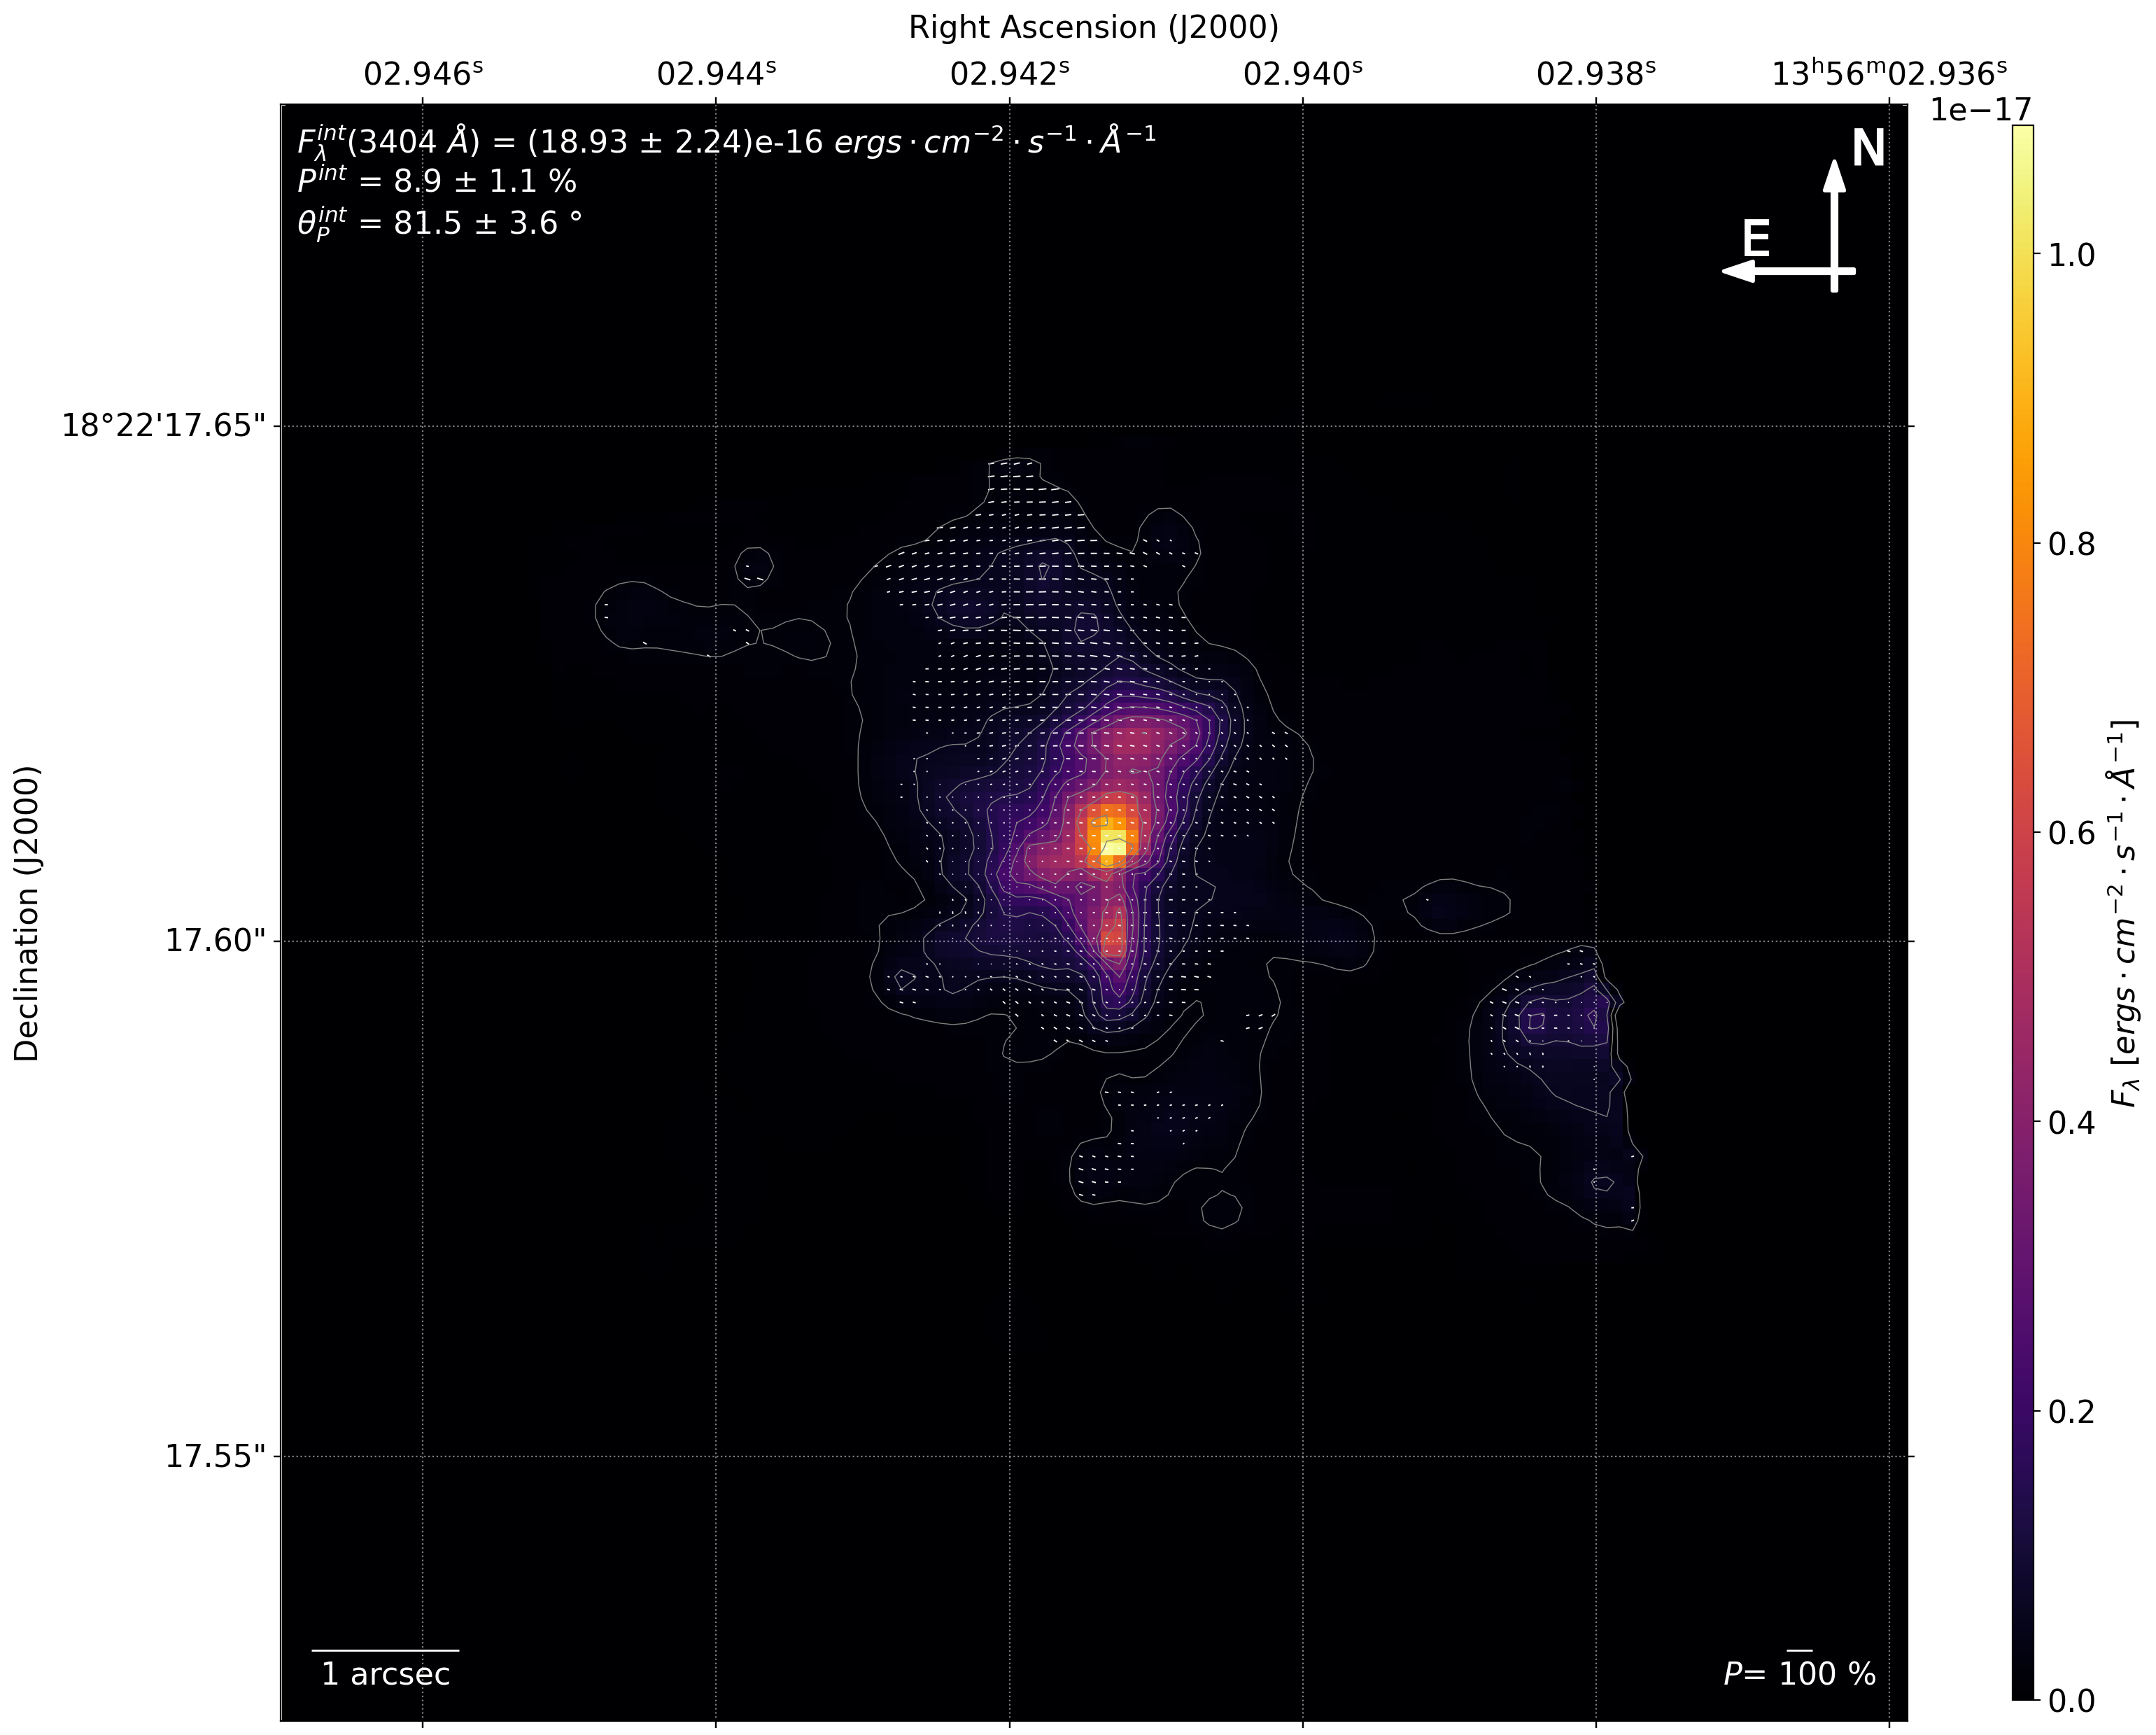 Right Ascension (J2000)
02.946ˢ 02.944ˢ 02.942ˢ 02.940ˢ 02.938ˢ 13ʰ56ᵐ02.936ˢ
1e−17
F_λ^int(3404 Å) = (18.93 ± 2.24)e-16 ergs · cm⁻² · s⁻¹ · Å⁻¹
P^int = 8.9 ± 1.1 %
θ_P^int = 81.5 ± 3.6 °
N
E
18°22'17.65"
17.60"
17.55"
Declination (J2000)
1 arcsec
P= 100 %
1.0
0.8
0.6
0.4
0.2
0.0
F_λ [ergs · cm⁻² · s⁻¹ · Å⁻¹]